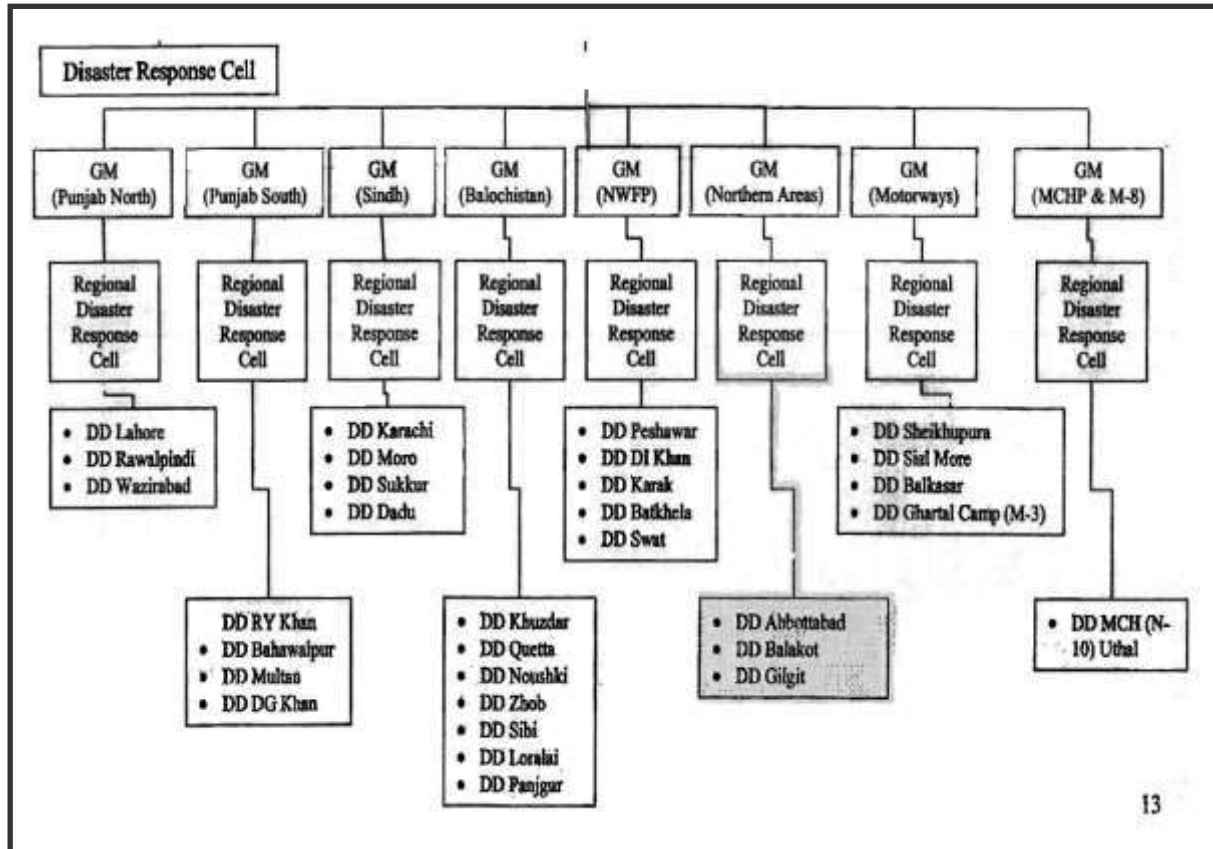 Disaster Response Cell
GM
(Punjab North)
GM
(Punjab South)
GM
(Sindh)
GM
(Balochistan)
GM
(NWFP)
GM
(Northern Areas)
GM
(Motorways)
GM
(MCHP & M-8)
Regional
Disaster
Response
Cell
Regional
Disaster
Response
Cell
Regional
Disaster
Response
Cell
Regional
Disaster
Response
Cell
Regional
Disaster
Response
Cell
Regional
Disaster
Response
Cell
Regional
Disaster
Response
Cell
Regional
Disaster
Response
Cell
• DD Lahore
• DD Rawalpindi
• DD Wazirabad
• DD Karachi
• DD Moro
• DD Sukkur
• DD Dadu
• DD Peshawar
• DD DI Khan
• DD Karak
• DD Batkhela
• DD Swat
• DD Sheikhupura
• DD Sial More
• DD Balkasar
• DD Ghartal Camp (M-3)
DD RY Khan
• DD Bahawalpur
• DD Multan
• DD DG Khan
• DD Khuzdar
• DD Quetta
• DD Noushki
• DD Zhob
• DD Sibi
• DD Loralai
• DD Panjgur
• DD Abbottabad
• DD Balakot
• DD Gilgit
• DD MCH (N-
10) Uthal
13